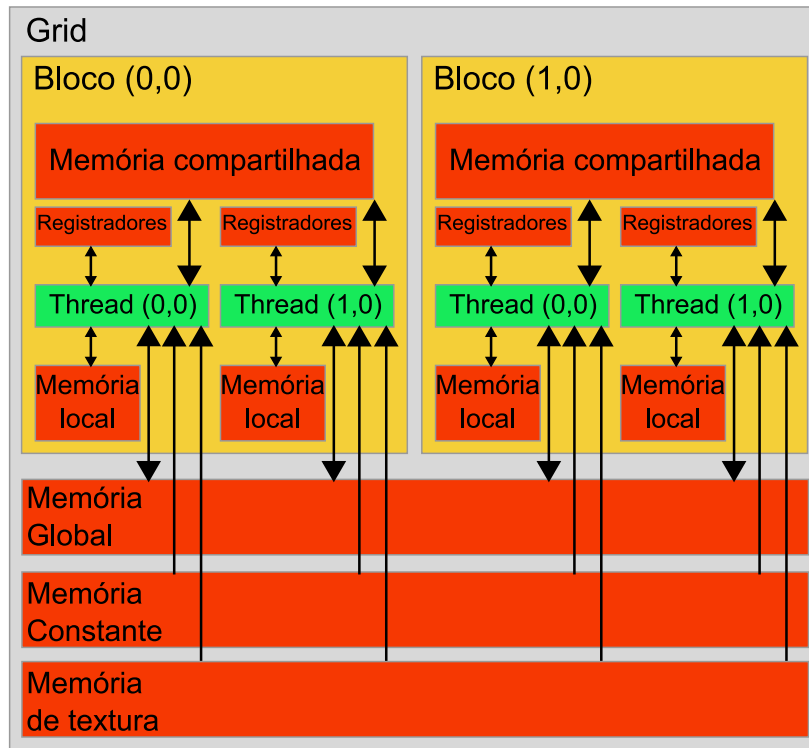 Grid
Bloco (0,0)
Bloco (1,0)
Memória compartilhada
Memória compartilhada
Registradores
Registradores
Registradores
Registradores
Thread (0,0)
Thread (1,0)
Thread (0,0)
Thread (1,0)
Memória
local
Memória
local
Memória
local
Memória
local
Memória
Global
Memória
Constante
Memória
de textura